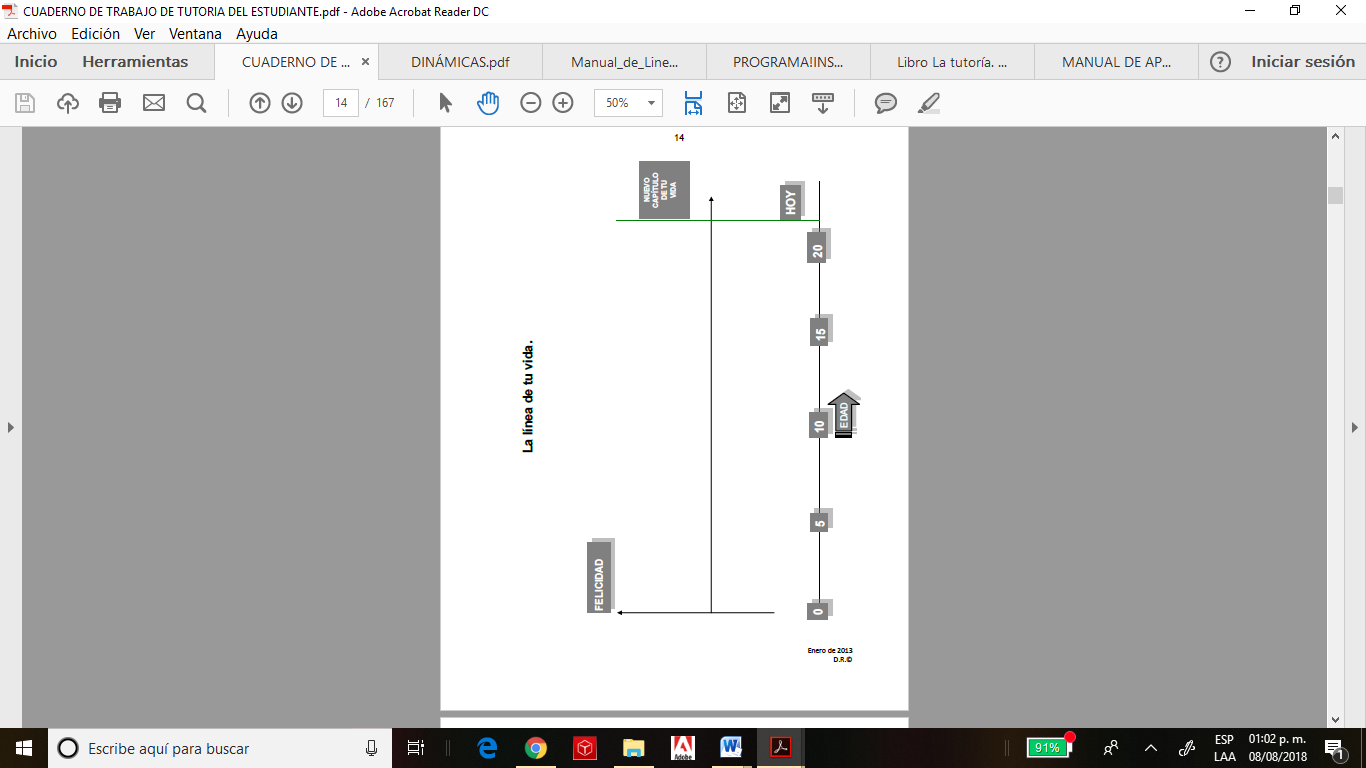 CUADERNO DE TRABAJO DE TUTORIA DEL ESTUDIANTE.pdf - Adobe Acrobat Reader DC
Archivo Edición Ver Ventana Ayuda
Inicio Herramientas CUADERNO DE ... × DINÁMICAS.pdf Manual_de_Line... PROGRAMA!INS... Libro La tutoría. ... MANUAL DE AP... ? Iniciar sesión
14 / 167 50%
14
NUEVO
CAPÍTULO
DE TU
VIDA
HOY
20
15
La línea de tu vida.
EDAD
10
5
FELICIDAD
0
Enero de 2013
D.R.©
Escribe aquí para buscar
91%
ESP
LAA
01:02 p. m.
08/08/2018
1